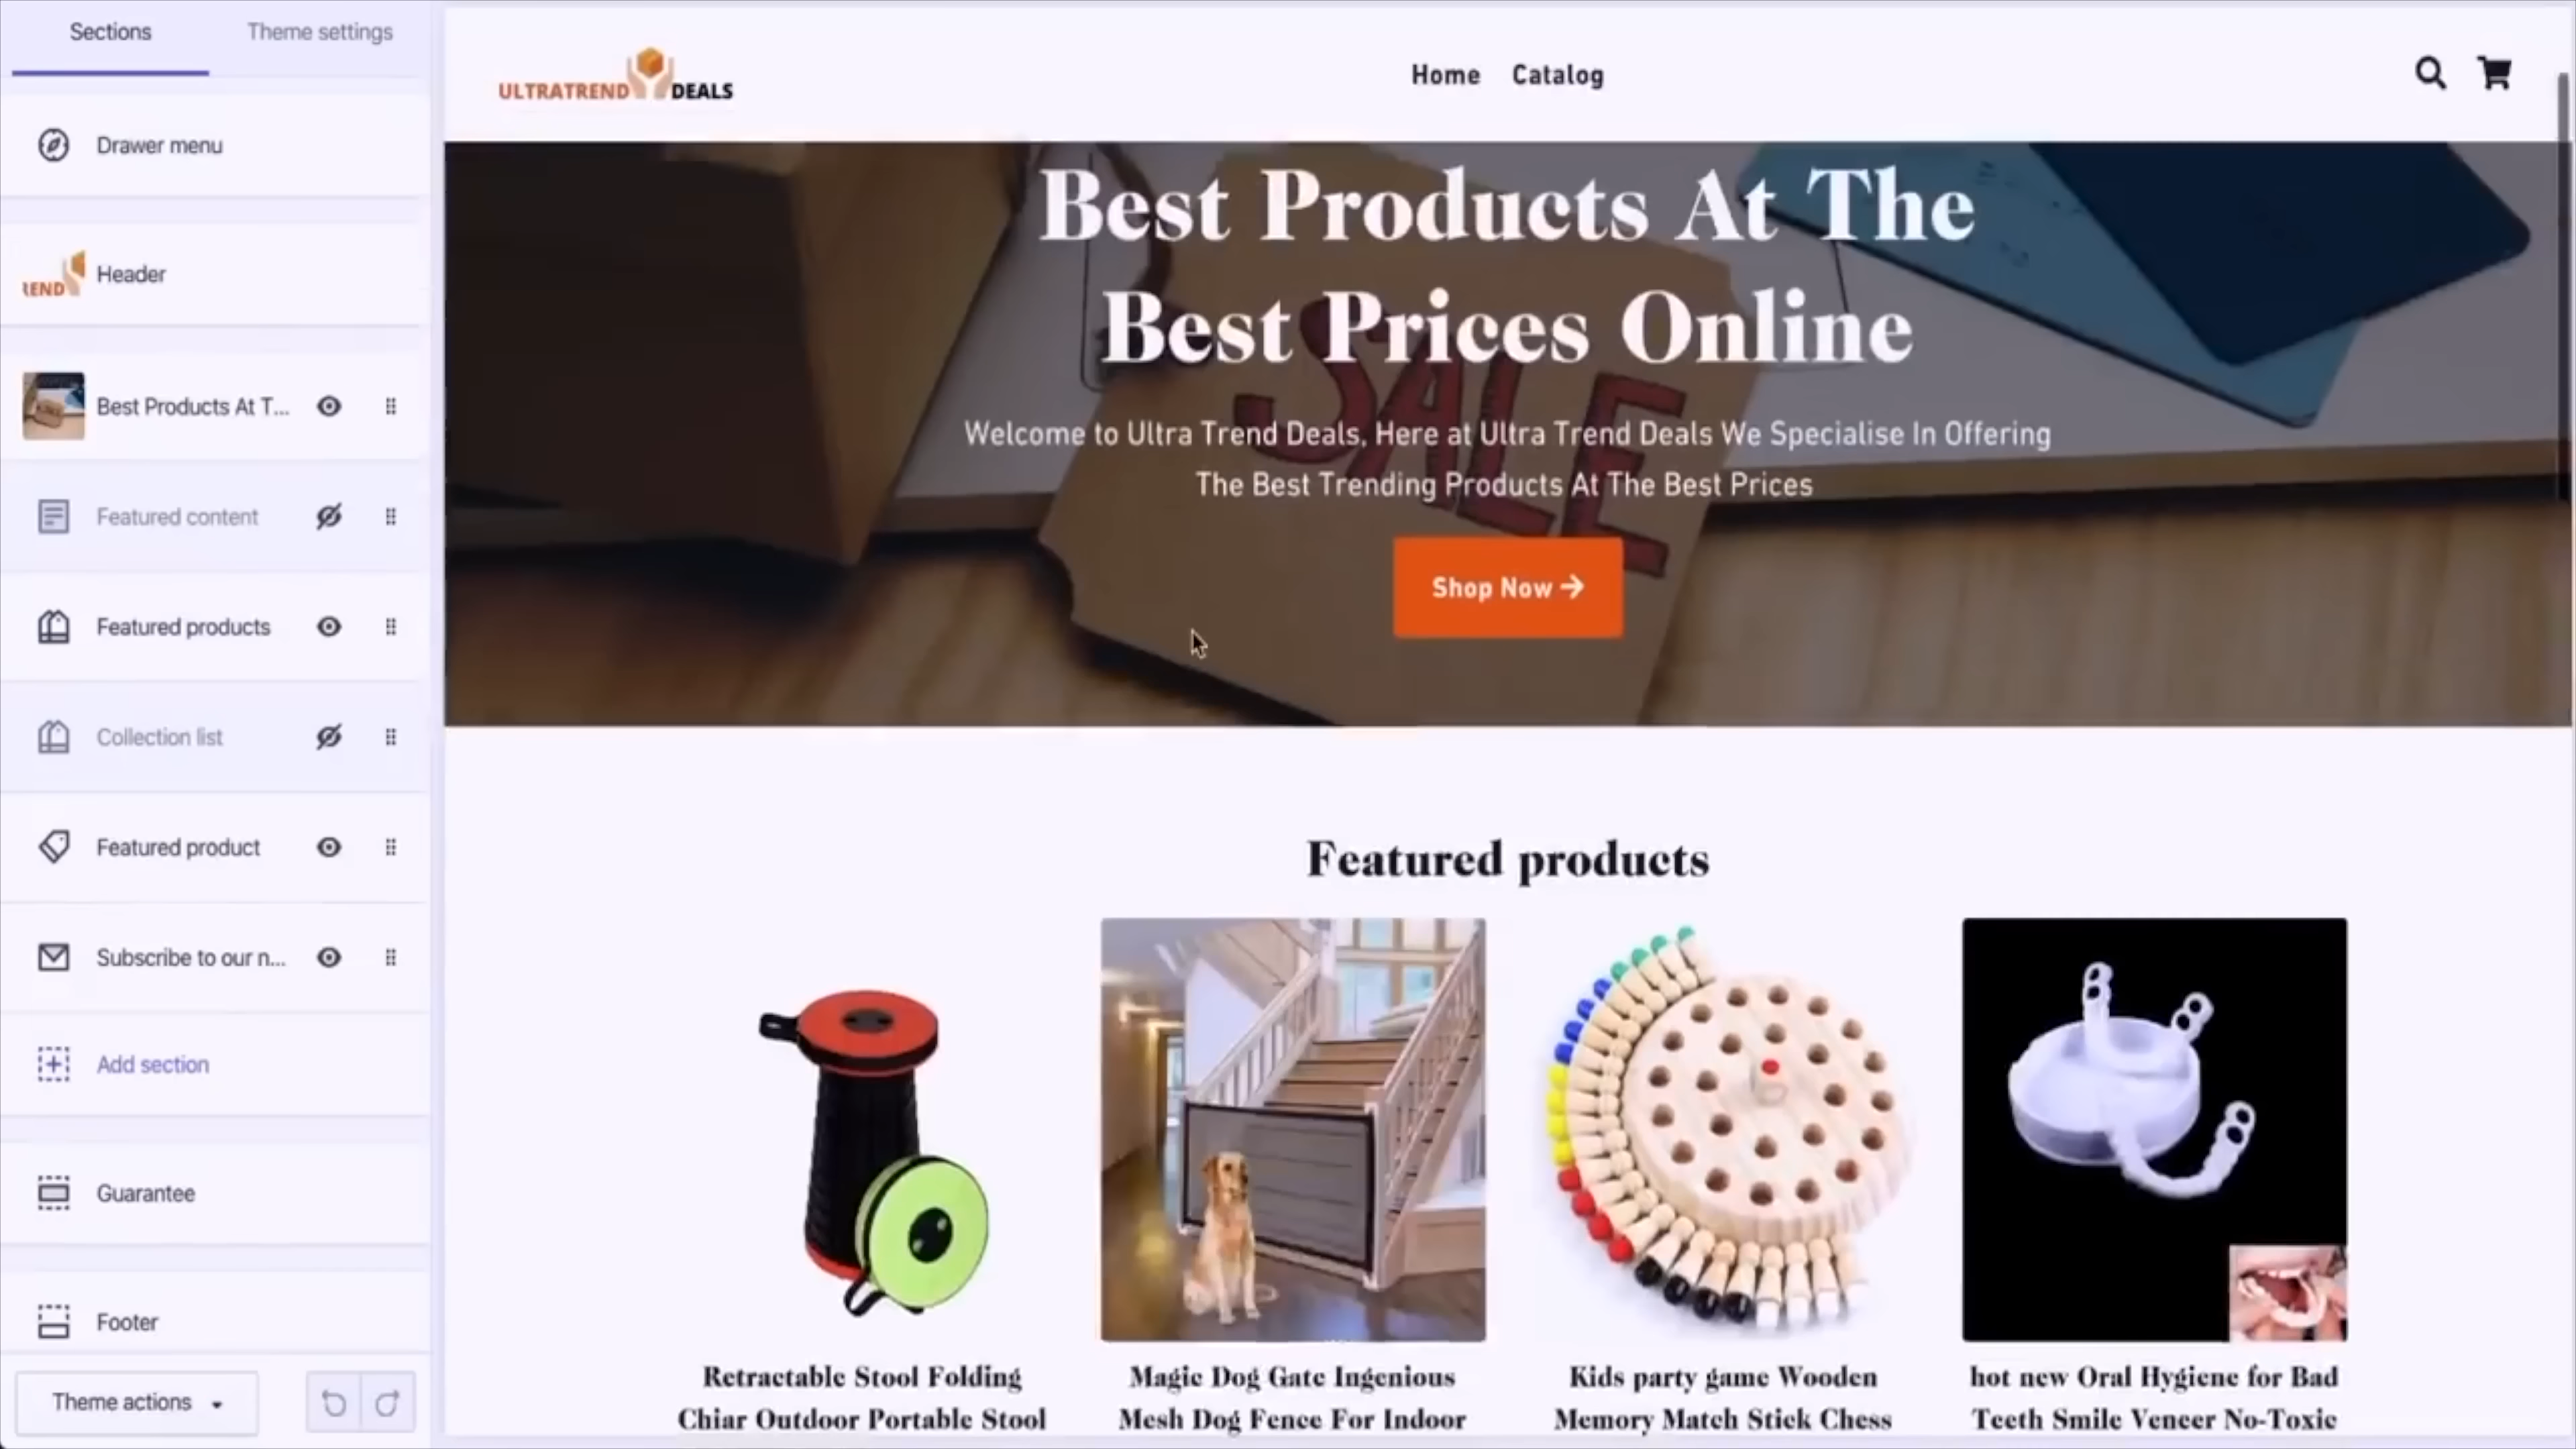 Sections
Theme settings
Drawer menu
REND
Header
Best Products At T...
Featured content
Featured products
Collection list
Featured product
Subscribe to our n...
Add section
Guarantee
Footer
Theme actions
ULTRATREND DEALS
Home
Catalog
Best Products At The
Best Prices Online
SALE
Welcome to Ultra Trend Deals, Here at Ultra Trend Deals We Specialise In Offering
The Best Trending Products At The Best Prices
Shop Now →
Featured products
Retractable Stool Folding
Chiar Outdoor Portable Stool
Magic Dog Gate Ingenious
Mesh Dog Fence For Indoor
Kids party game Wooden
Memory Match Stick Chess
hot new Oral Hygiene for Bad
Teeth Smile Veneer No-Toxic